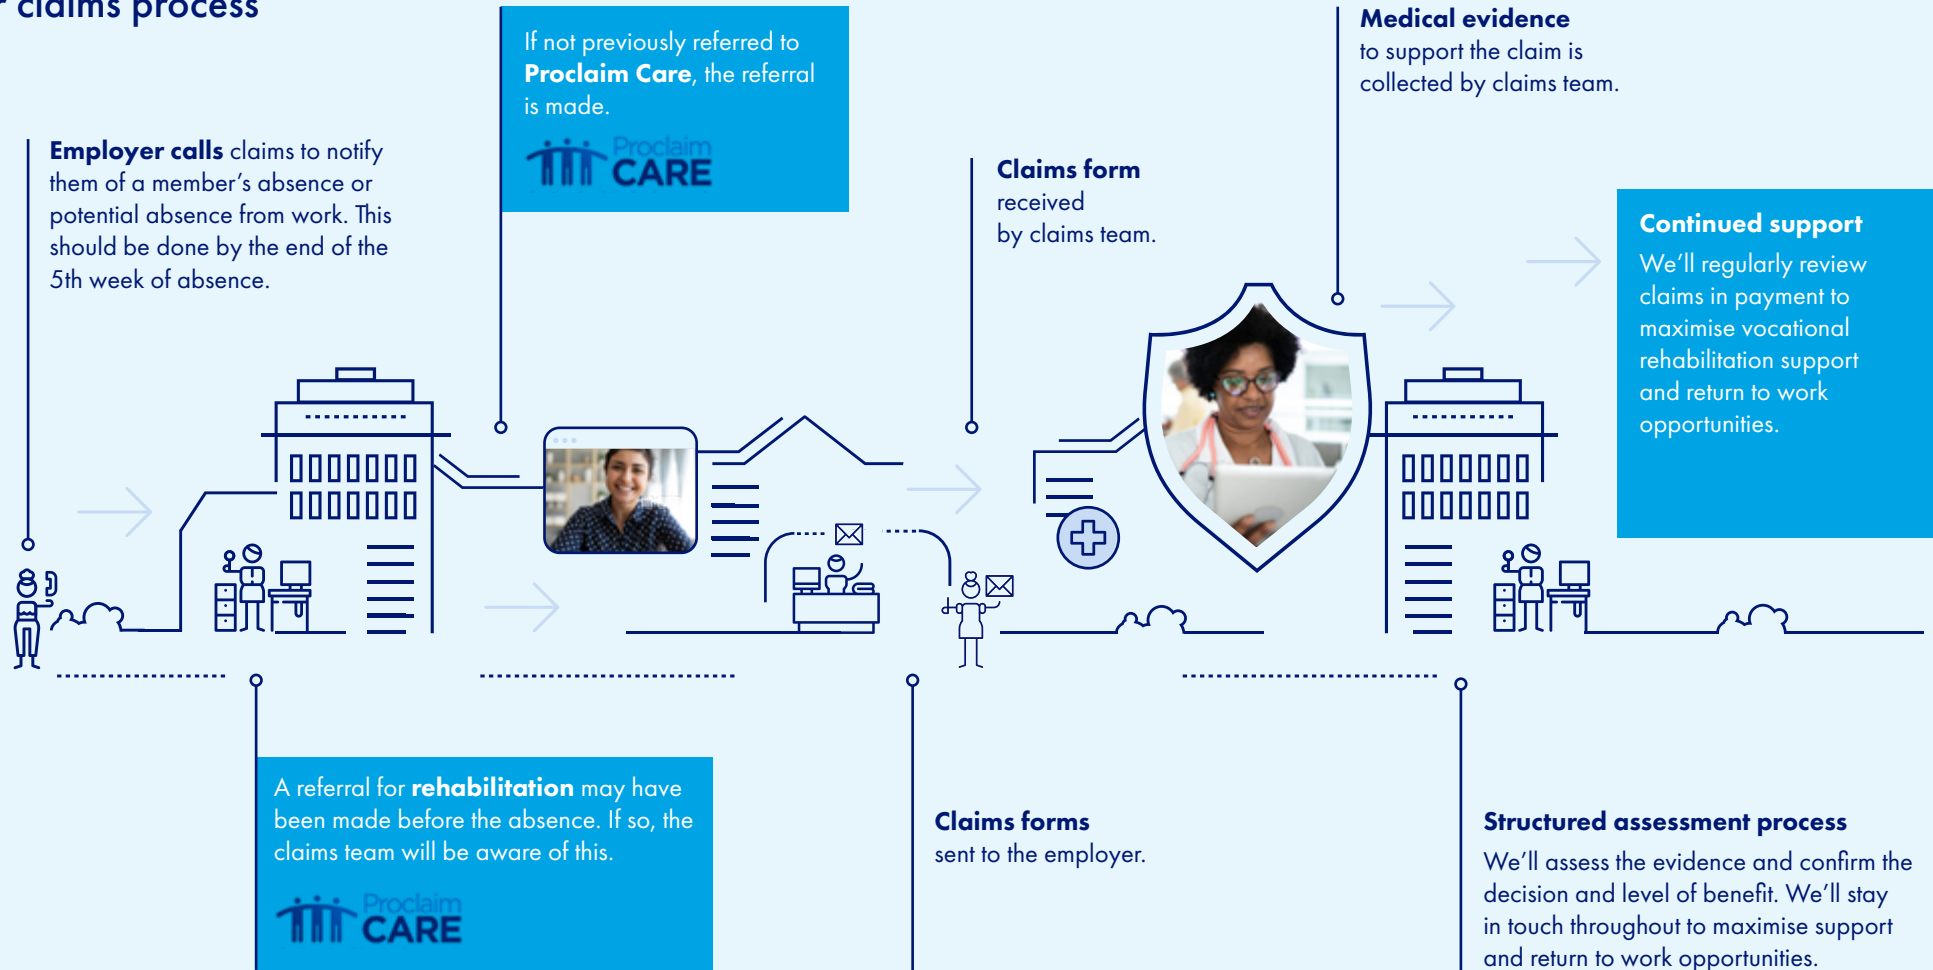 claims process
Employer calls claims to notify
them of a member's absence or
potential absence from work. This
should be done by the end of the
5th week of absence.
A referral for rehabilitation may have
been made before the absence. If so, the
claims team will be aware of this.
Proclaim
CARE
If not previously referred to
Proclaim Care, the referral
is made.
Proclaim
CARE
Claims forms
sent to the employer.
Claims form
received
by claims team.
Medical evidence
to support the claim is
collected by claims team.
Structured assessment process
We'll assess the evidence and confirm the
decision and level of benefit. We'll stay
in touch throughout to maximise support
and return to work opportunities.
Continued support
We'll regularly review
claims in payment to
maximise vocational
rehabilitation support
and return to work
opportunities.